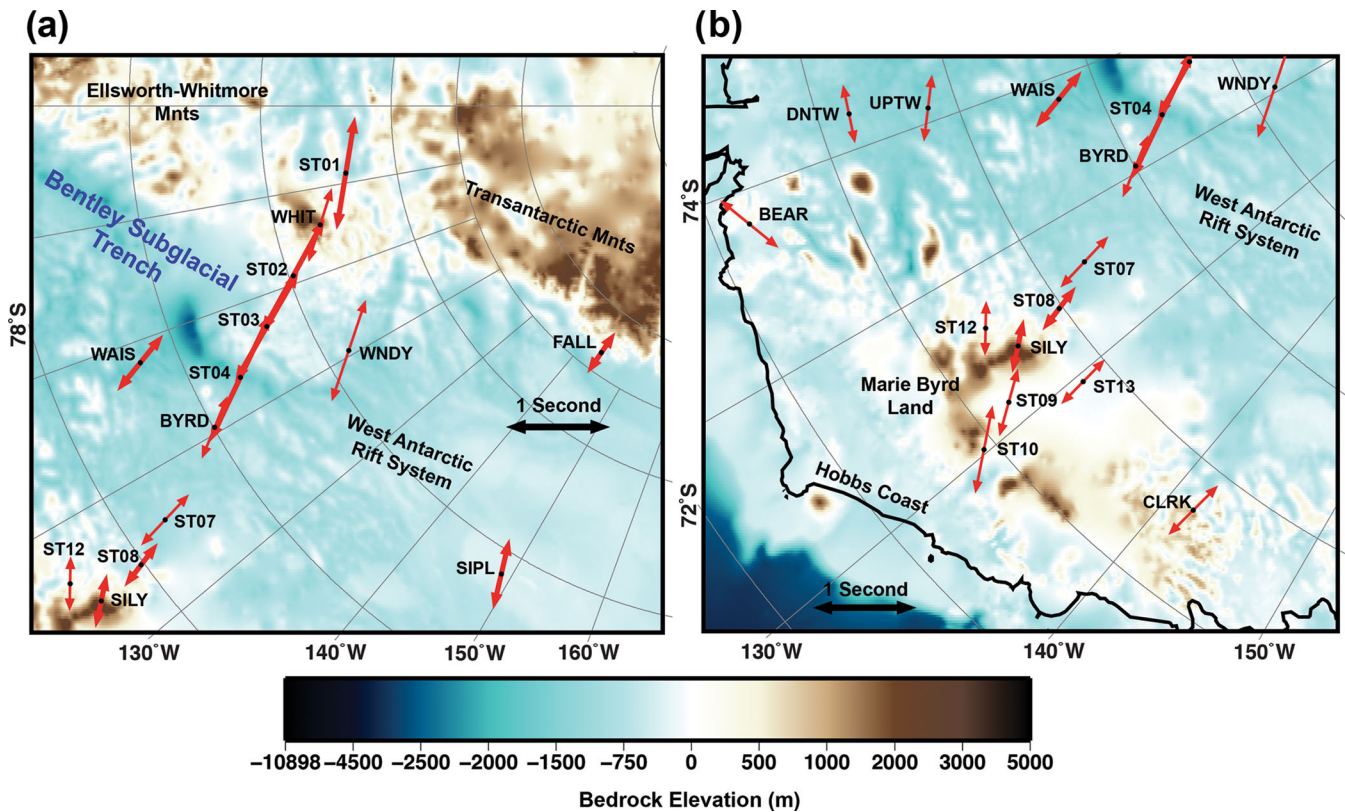 (a)
Ellsworth-Whitmore
Mnts
ST01
Bentley Subglacial
Trench
WHIT
Transantarctic Mnts
ST02
78°S
ST03
WAIS
WNDY
FALL
ST04
1 Second
BYRD
West Antarctic
Rift System
ST07
ST12
ST08
SILY
SIPL
130°W
140°W
150°W
160°W
(b)
DNTW
UPTW
WAIS
WNDY
ST04
BYRD
74°S
BEAR
West Antarctic
Rift System
ST07
ST08
ST12
SILY
Marie Byrd
Land
ST13
ST09
ST10
72°S
Hobbs Coast
CLRK
1 Second
130°W
140°W
150°W
−10898
−4500
−2500
−2000
−1500
−750
0
500
1000
2000
3000
5000
Bedrock Elevation (m)